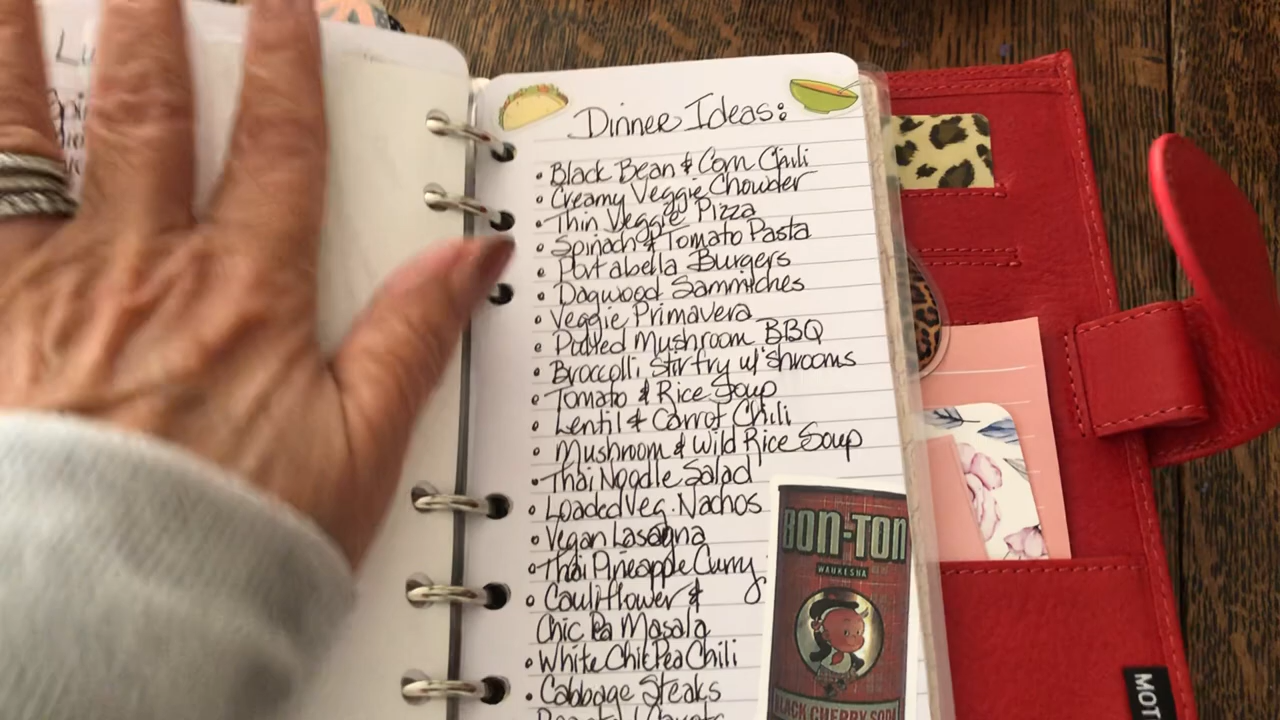 Lu
Dinner Ideas:
• Black Bean & Corn Chili
• Creamy Veggie Chowder
• Thin Veggie Pizza
• Spinach & Tomato Pasta
• Portabella Burgers
• Dagwood Sammiches
• Veggie Primavera
• Pulled Mushroom BBQ
• Broccolli Stirfry w/'shrooms
• Tomato & Rice Soup
• Lentil & Carrot Chili
• Mushroom & Wild Rice Soup
• Thai Noodle Salad
• Loaded Veg. Nachos
• Vegan Lasagna
• Thai Pineapple Curry
• Cauliflower &
Chic Pea Masala
• White Chic Pea Chili
• Cabbage Steaks
BON-TON
WAUKESHA
BLACK CHERRY SODA
MOT